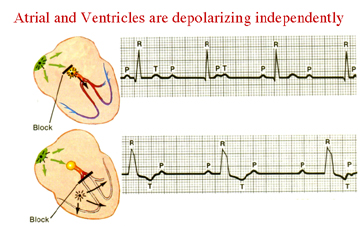 Atrial and Ventricles are depolarizing independently
R R R R
P T P P P T P P P
Block
R R R
P P P P P
T T T
Block